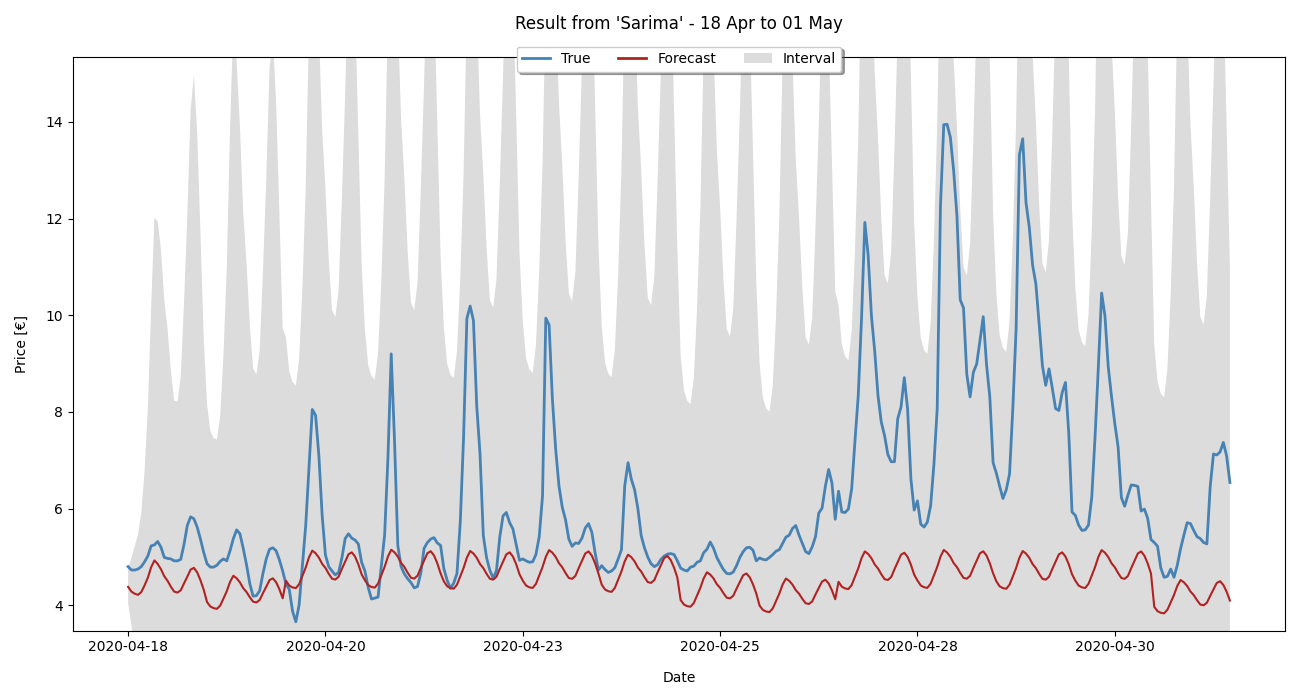 Result from 'Sarima' - 18 Apr to 01 May
True Forecast Interval
Price [€]
14
12
10
8
6
4
2020-04-18 2020-04-20 2020-04-23 2020-04-25 2020-04-28 2020-04-30
Date